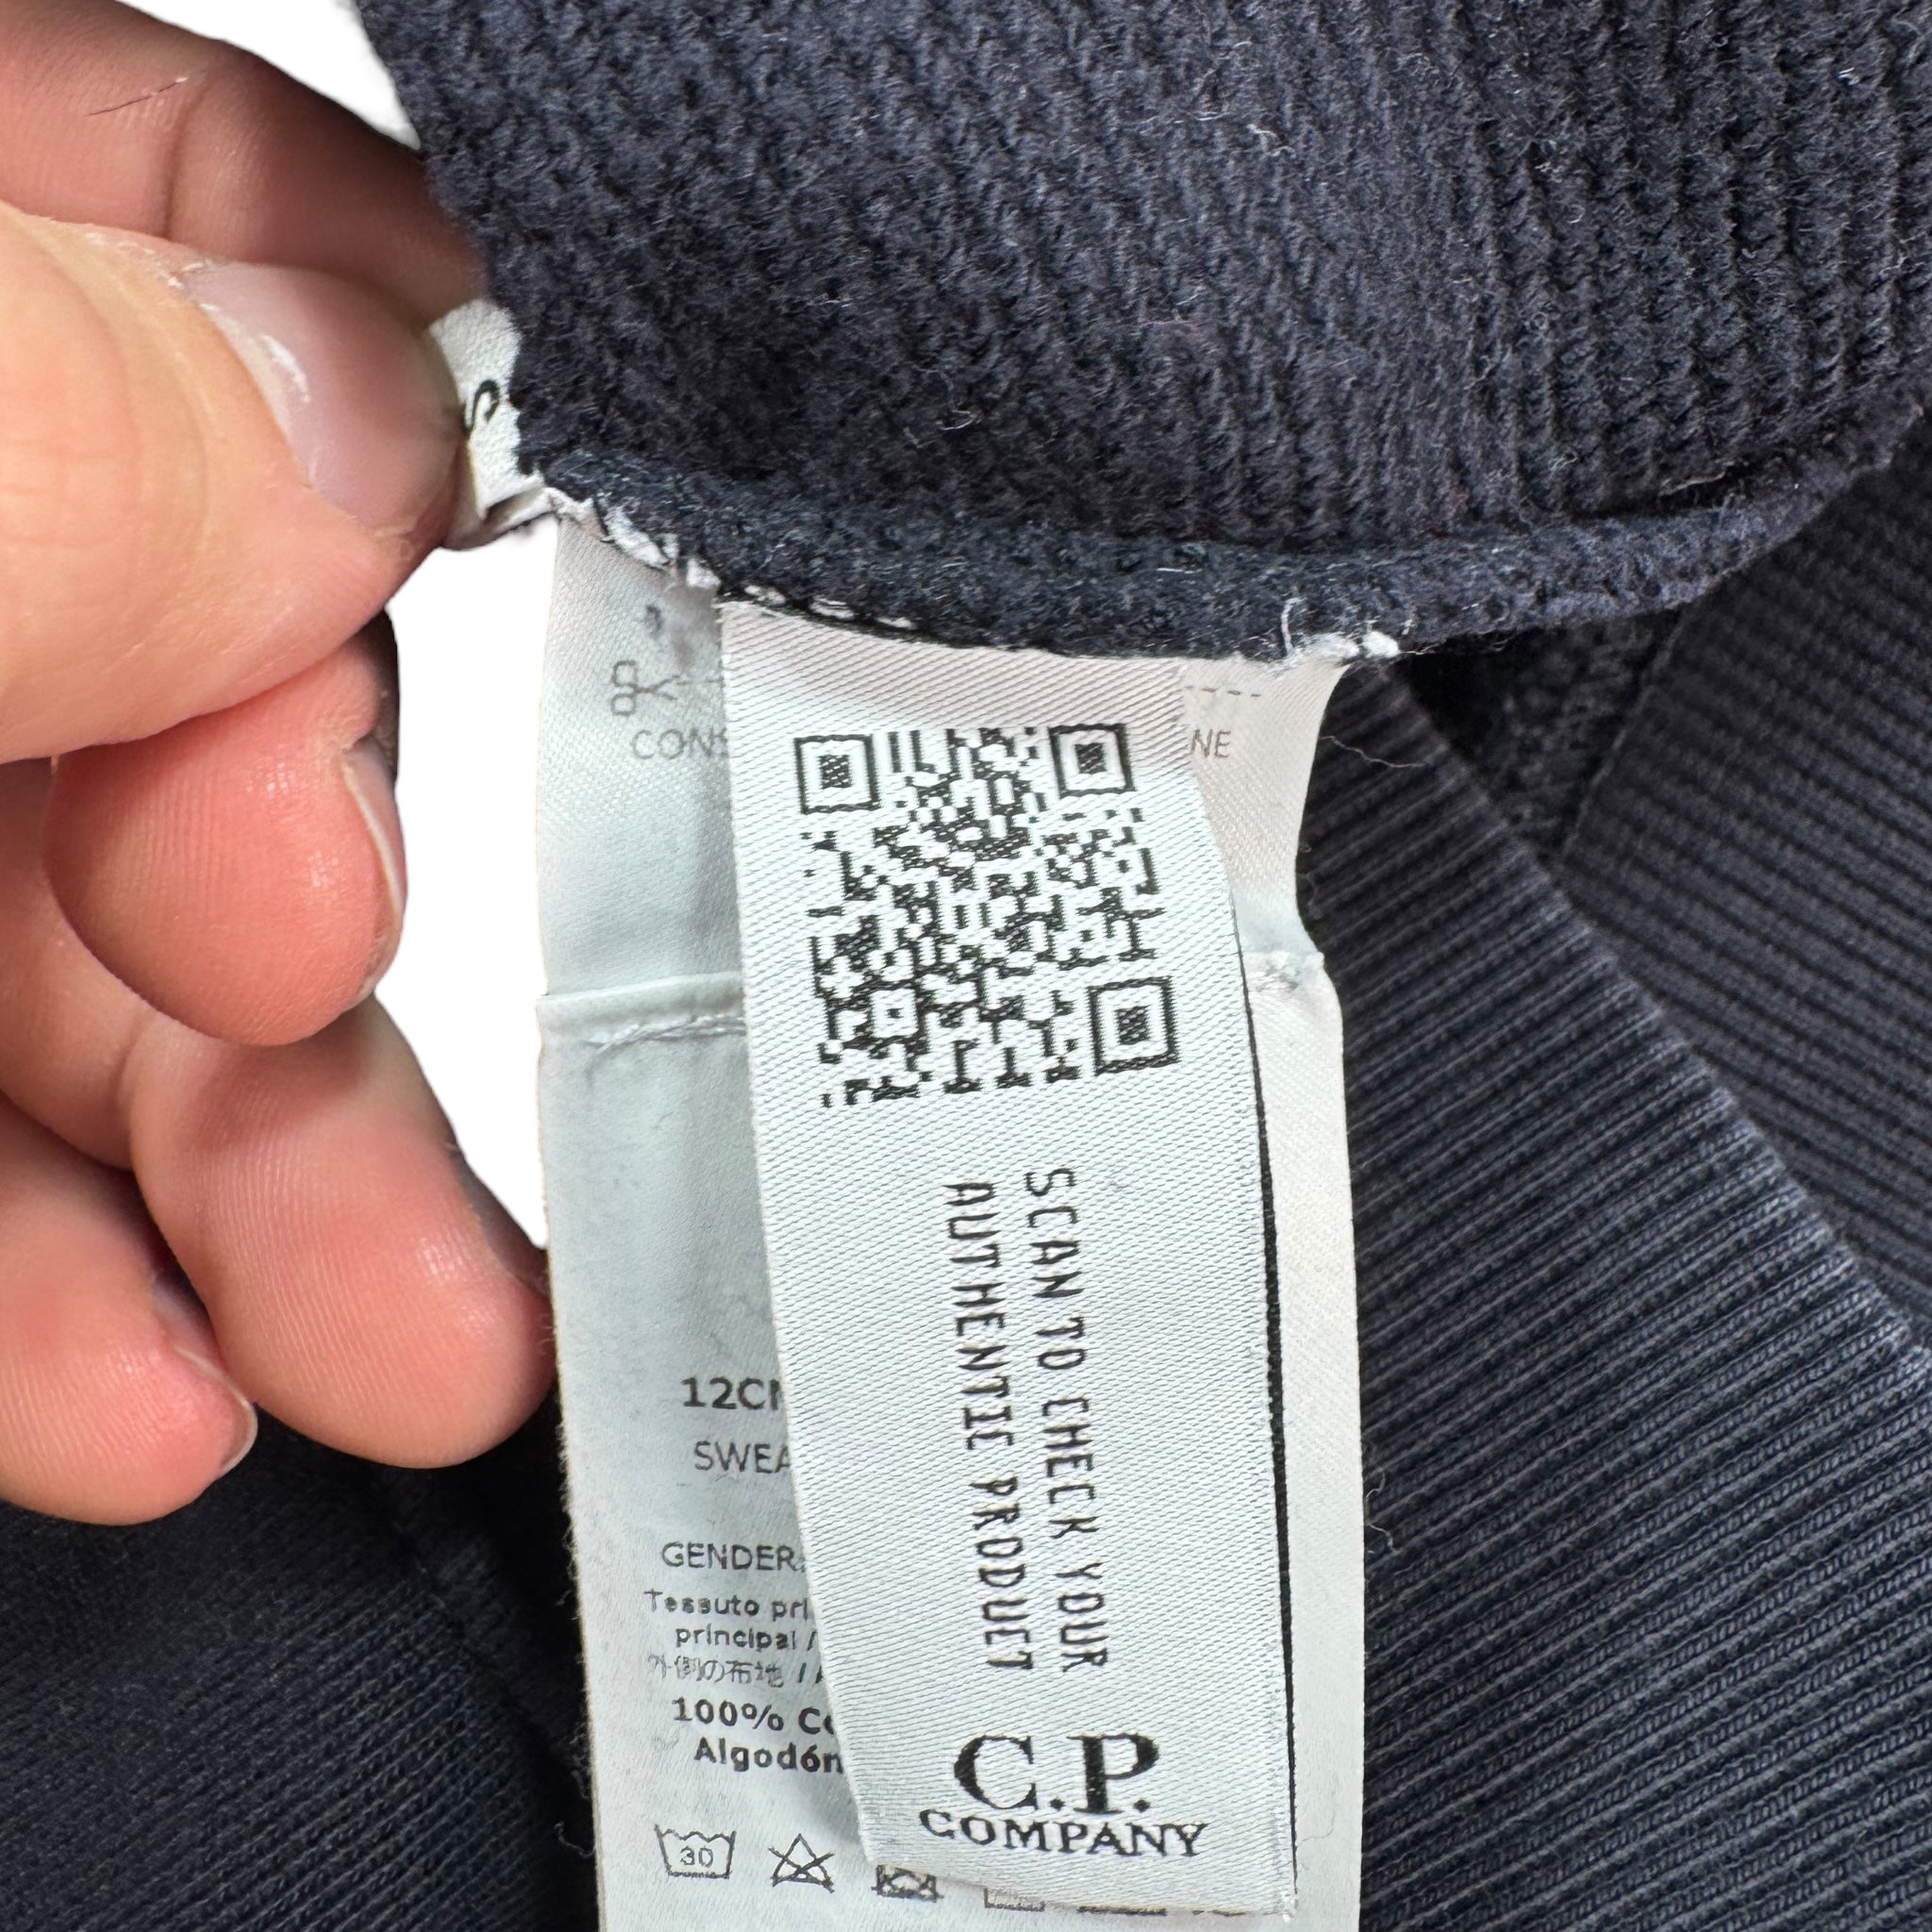 CONS
NE
SCAN TO CHECK YOUR
AUTHENTIC PRODUCT
C.P.
COMPANY
12CM
SWEA
GENDER:
Tessuto pri
principal /
外側の布地 /
100% Co
Algodón
30